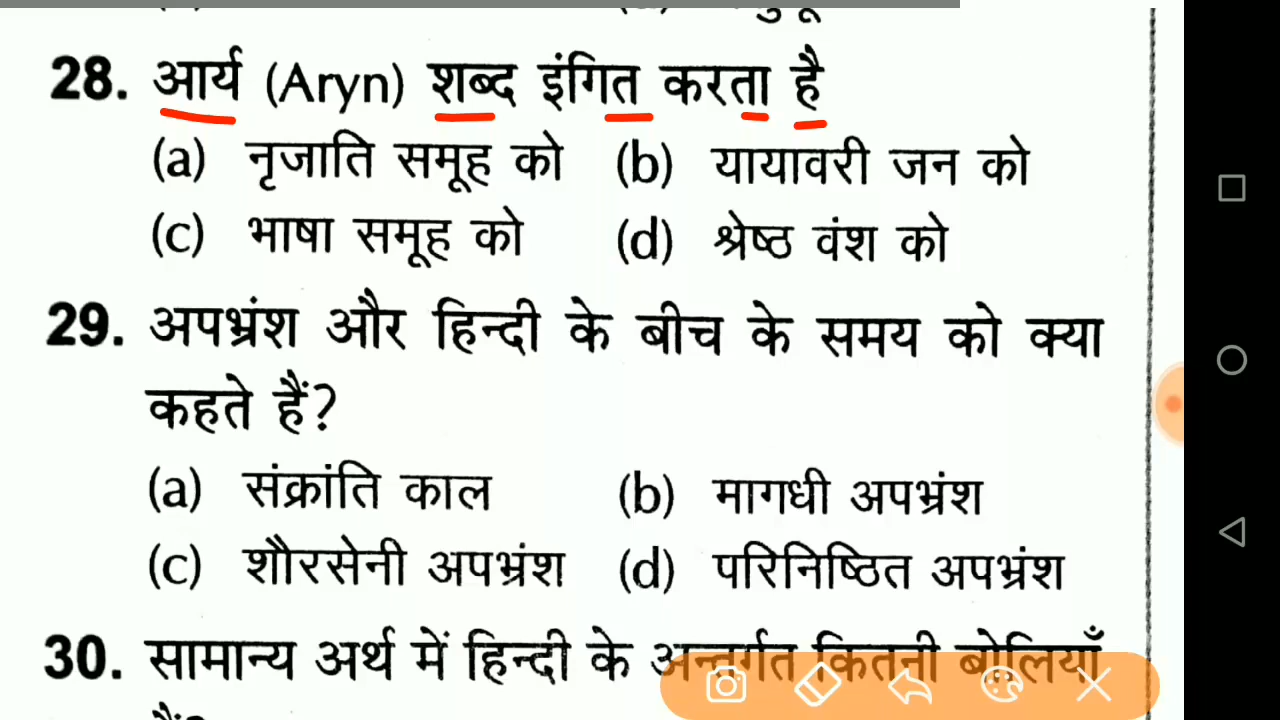 28. आर्य (Aryn) शब्द इंगित करता है
(a) नृजाति समूह को (b) यायावरी जन को
(c) भाषा समूह को (d) श्रेष्ठ वंश को
29. अपभ्रंश और हिन्दी के बीच के समय को क्या
कहते हैं?
(a) संक्रांति काल (b) मागधी अपभ्रंश
(c) शौरसेनी अपभ्रंश (d) परिनिष्ठित अपभ्रंश
30. सामान्य अर्थ में हिन्दी के अन्तर्गत कितनी बोलियाँ